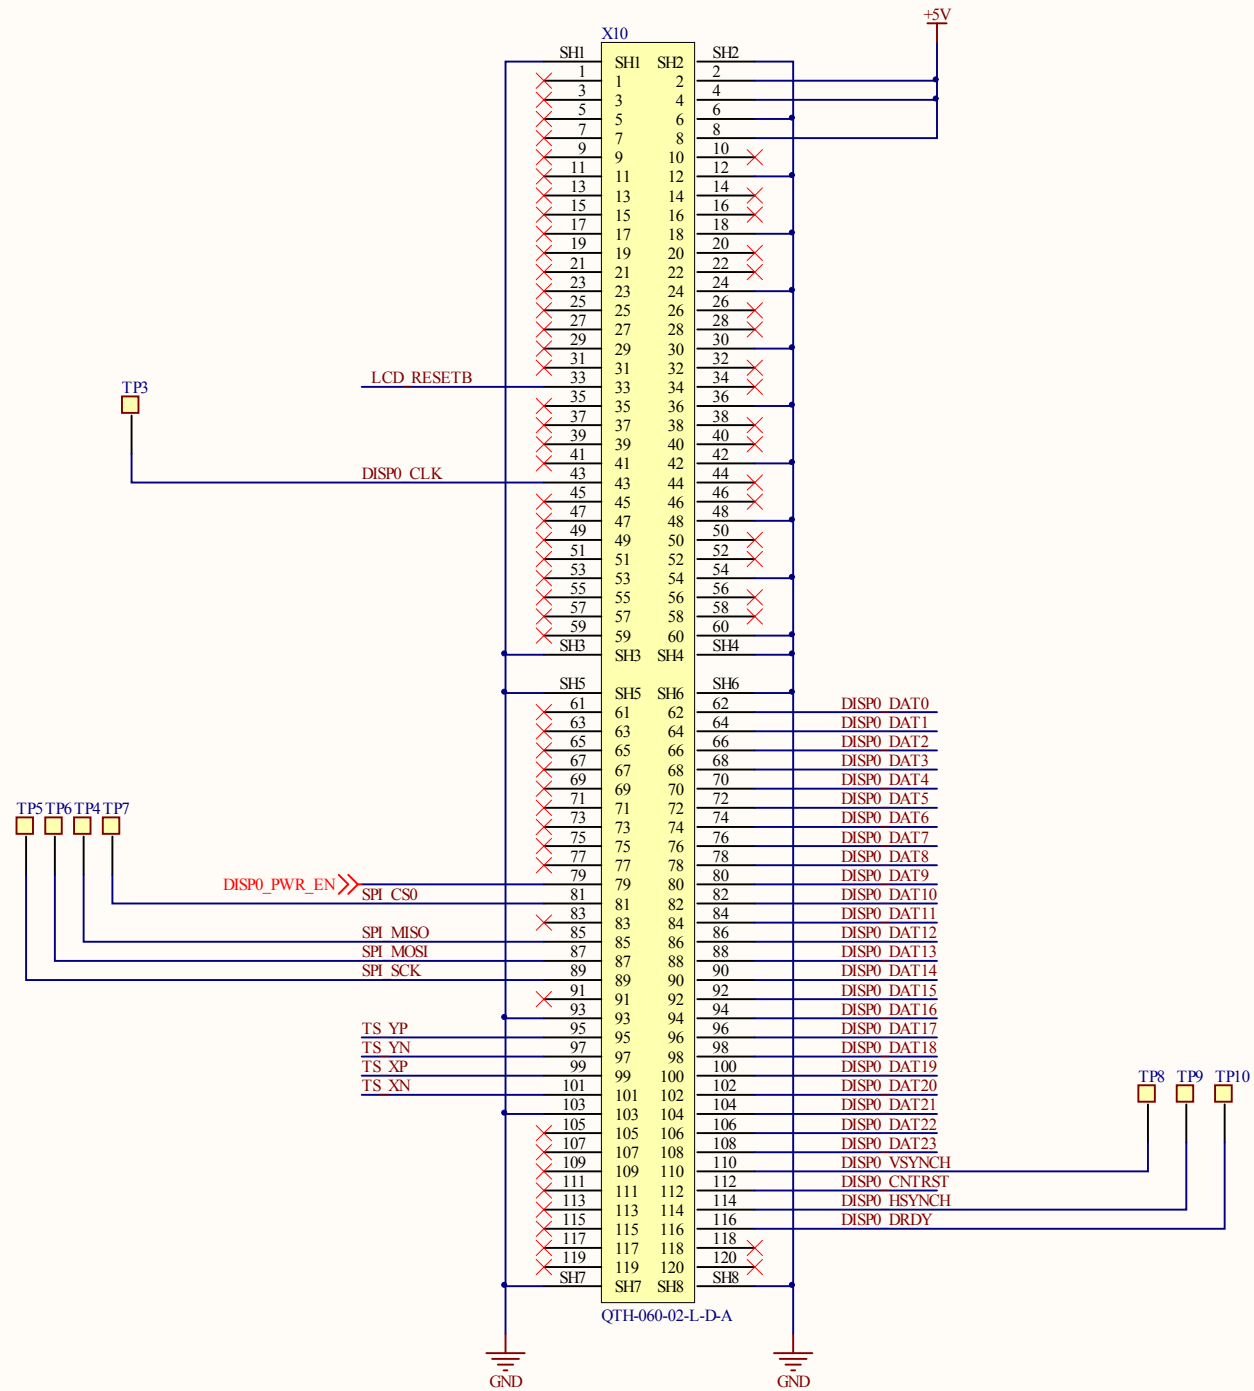 +5V
X10
SH1 SH1 SH2 SH2
1 1 2 2
3 3 4 4
5 5 6 6
7 7 8 8
9 9 10 10
11 11 12 12
13 13 14 14
15 15 16 16
17 17 18 18
19 19 20 20
21 21 22 22
23 23 24 24
25 25 26 26
27 27 28 28
29 29 30 30
31 31 32 32
LCD_RESETB 33 33 34 34
TP3
35 35 36 36
37 37 38 38
39 39 40 40
41 41 42 42
DISP0_CLK 43 43 44 44
45 45 46 46
47 47 48 48
49 49 50 50
51 51 52 52
53 53 54 54
55 55 56 56
57 57 58 58
59 59 60 60
SH3 SH3 SH4 SH4
SH5 SH5 SH6 SH6
61 61 62 62 DISP0_DAT0
63 63 64 64 DISP0_DAT1
65 65 66 66 DISP0_DAT2
67 67 68 68 DISP0_DAT3
69 69 70 70 DISP0_DAT4
71 71 72 72 DISP0_DAT5
TP5 TP6 TP4 TP7
73 73 74 74 DISP0_DAT6
75 75 76 76 DISP0_DAT7
77 77 78 78 DISP0_DAT8
DISP0_PWR_EN 79 79 80 80 DISP0_DAT9
SPI_CS0 81 81 82 82 DISP0_DAT10
83 83 84 84 DISP0_DAT11
SPI_MISO 85 85 86 86 DISP0_DAT12
SPI_MOSI 87 87 88 88 DISP0_DAT13
SPI_SCK 89 89 90 90 DISP0_DAT14
91 91 92 92 DISP0_DAT15
93 93 94 94 DISP0_DAT16
TS_YP 95 95 96 96 DISP0_DAT17
TS_YN 97 97 98 98 DISP0_DAT18
TS_XP 99 99 100 100 DISP0_DAT19
TS_XN 101 101 102 102 DISP0_DAT20
TP8 TP9 TP10
103 103 104 104 DISP0_DAT21
105 105 106 106 DISP0_DAT22
107 107 108 108 DISP0_DAT23
109 109 110 110 DISP0_VSYNCH
111 111 112 112 DISP0_CNTRST
113 113 114 114 DISP0_HSYNCH
115 115 116 116 DISP0_DRDY
117 117 118 118
119 119 120 120
SH7 SH7 SH8 SH8
QTH-060-02-L-D-A
GND GND